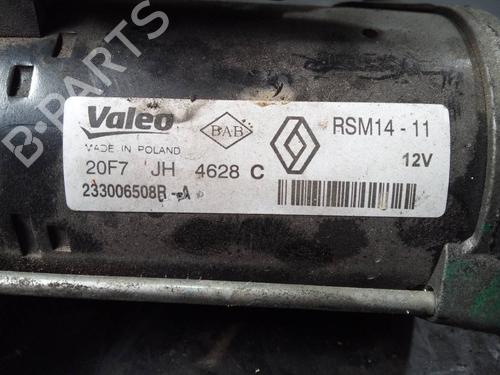 B-PARTS
Valeo
MADE IN POLAND
BAB
RSM14 - 11
12V
20F7 JH 4628 C
233006508R-A